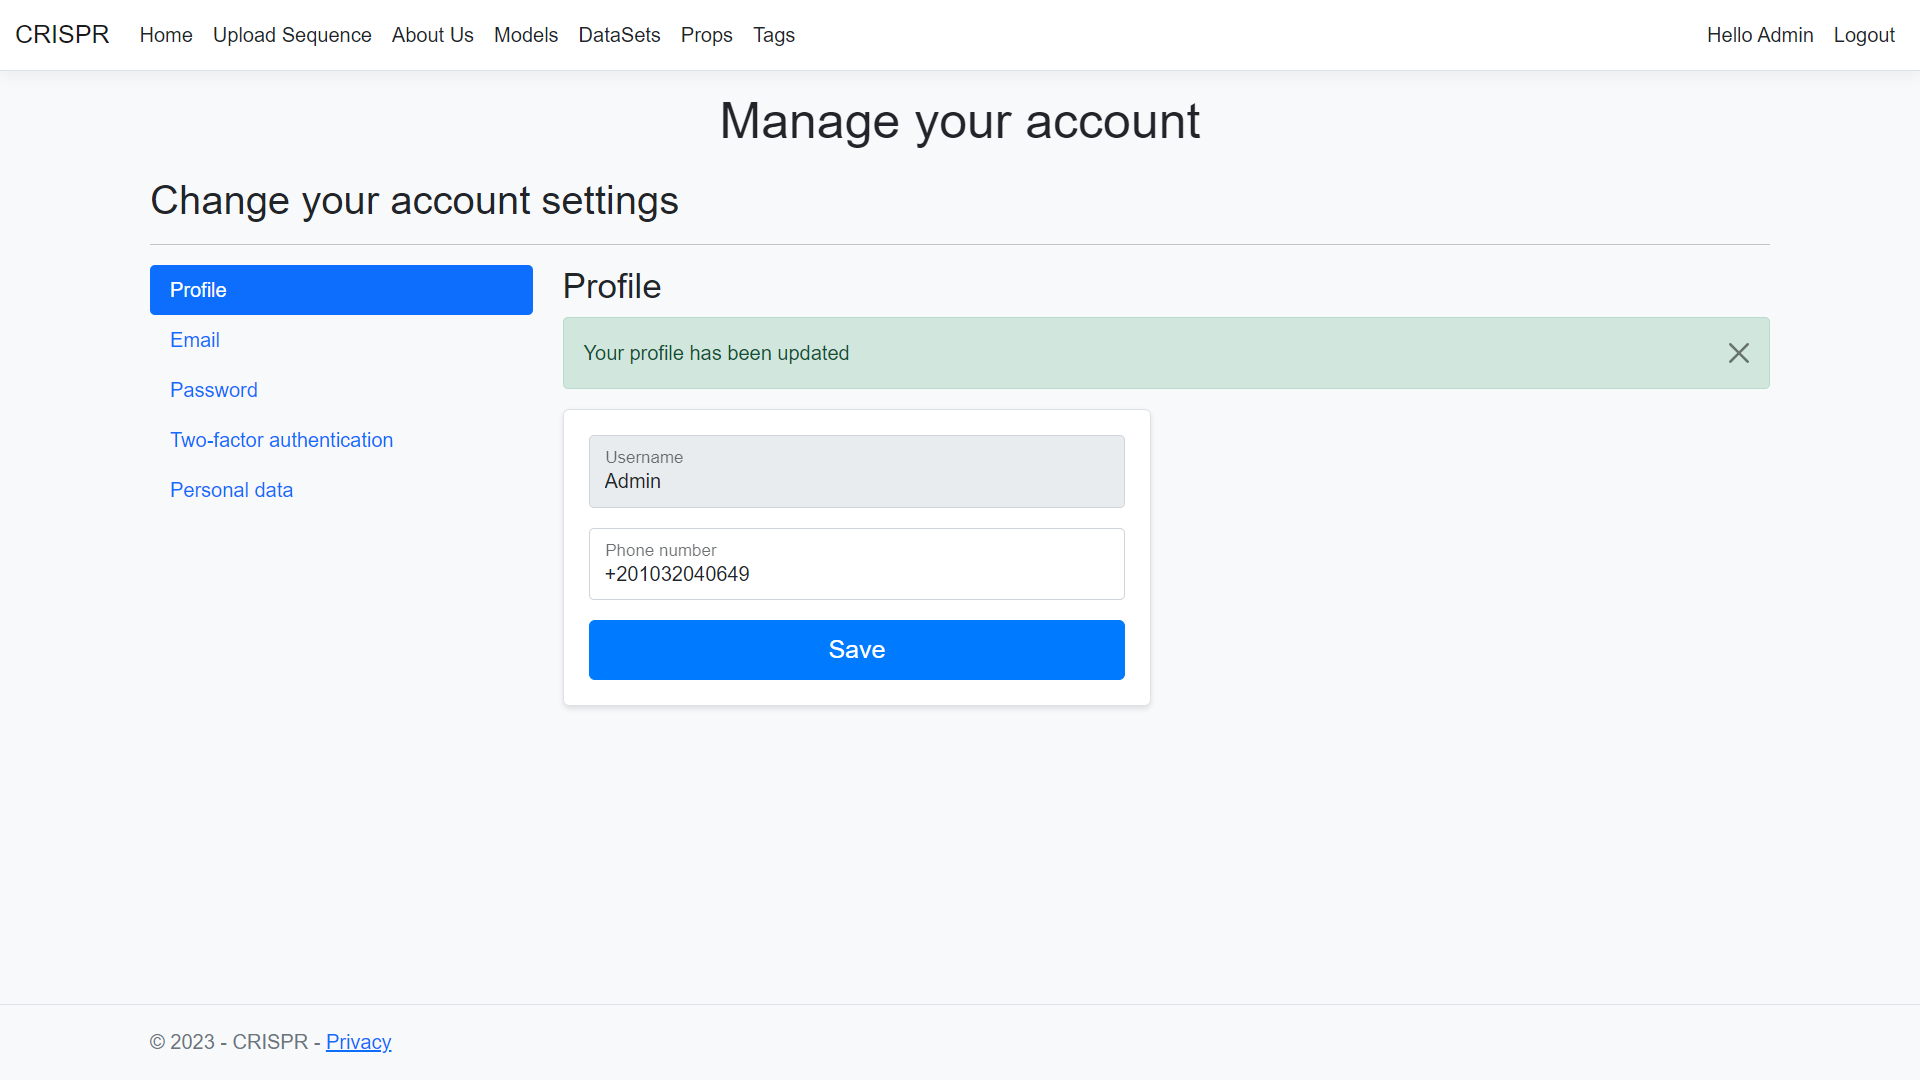 CRISPR Home Upload Sequence About Us Models DataSets Props Tags Hello Admin Logout
Manage your account
Change your account settings
Profile
Email
Password
Two-factor authentication
Personal data
Profile
Your profile has been updated
Username
Admin
Phone number
+201032040649
Save
© 2023 - CRISPR - Privacy